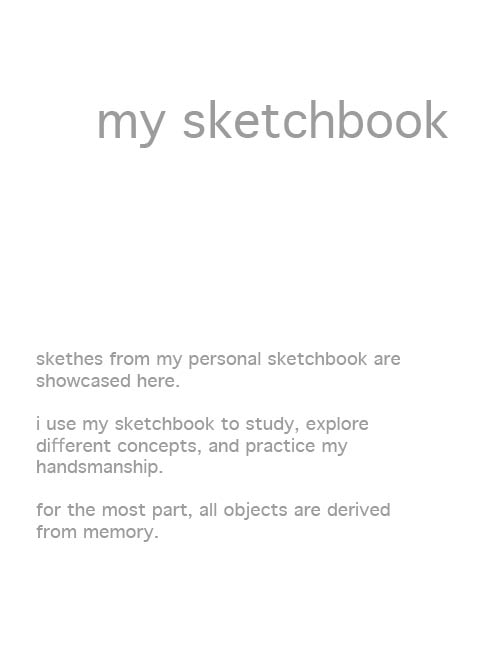 my sketchbook
skethes from my personal sketchbook are
showcased here.
i use my sketchbook to study, explore
different concepts, and practice my
handsmanship.
for the most part, all objects are derived
from memory.